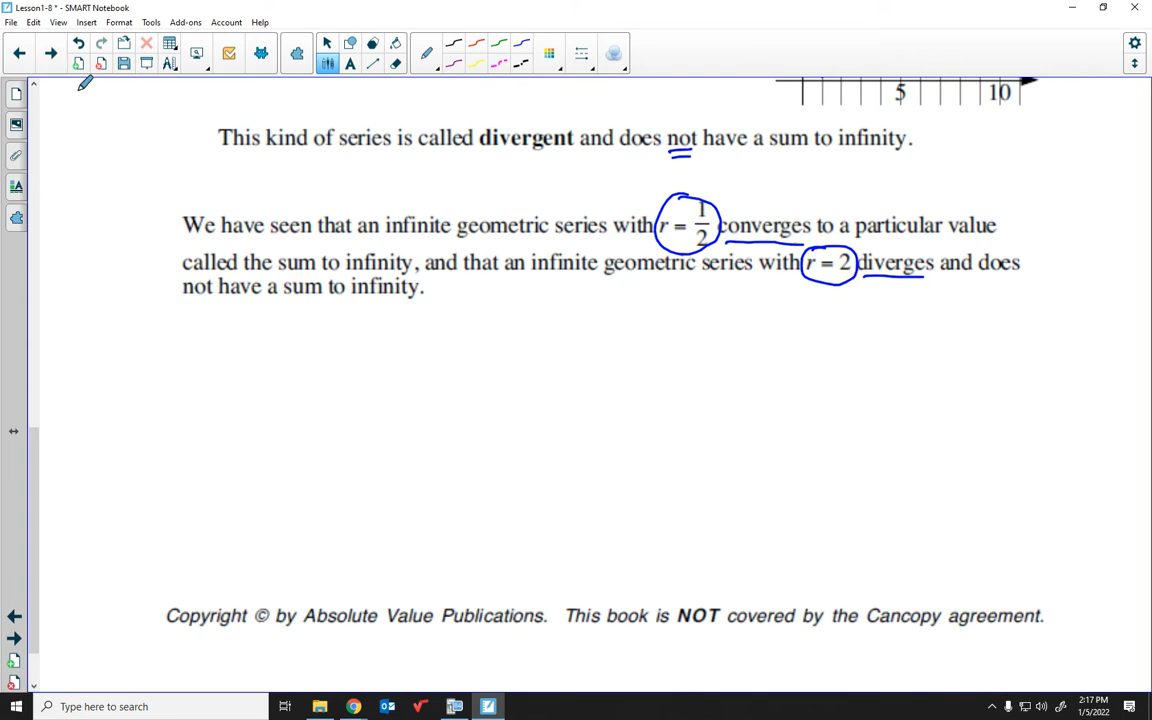 Lesson1-8 * - SMART Notebook
File Edit View Insert Format Tools Add-ons Account Help
5 10
This kind of series is called divergent and does not have a sum to infinity.
We have seen that an infinite geometric series with r = 1/2 converges to a particular value
called the sum to infinity, and that an infinite geometric series with r = 2 diverges and does
not have a sum to infinity.
Copyright © by Absolute Value Publications. This book is NOT covered by the Cancopy agreement.
Type here to search
2:17 PM
1/5/2022